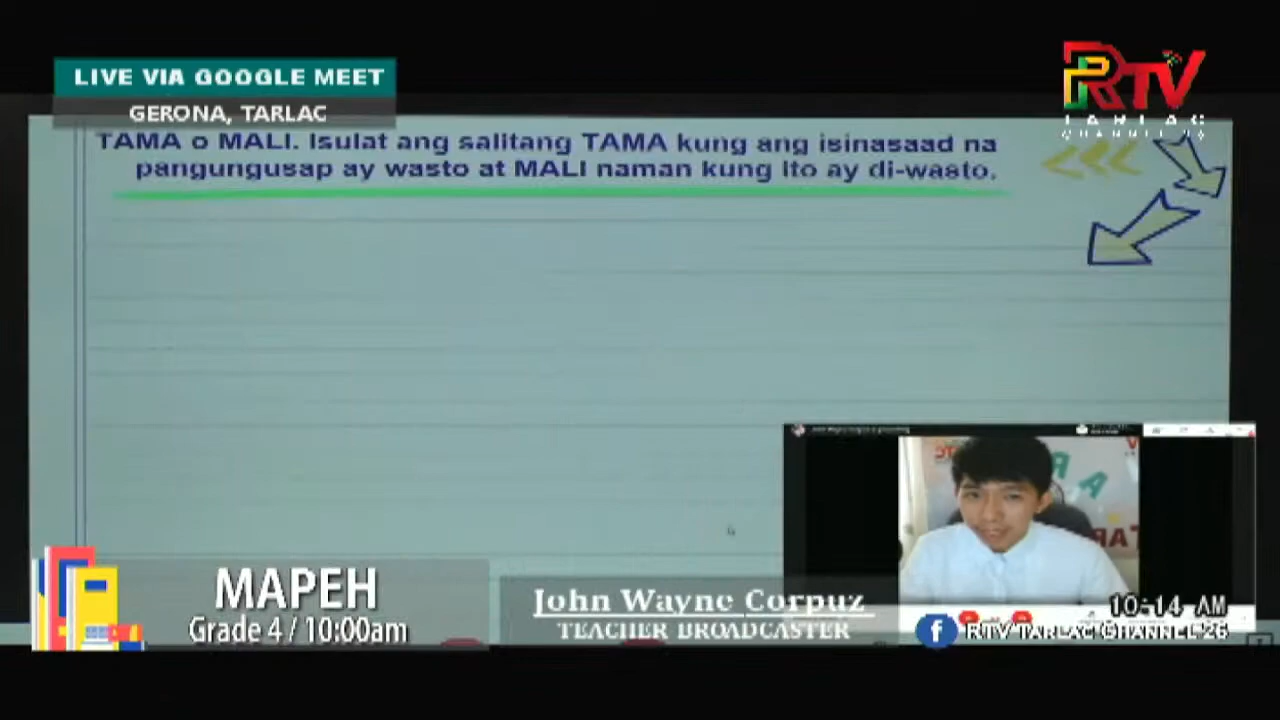 LIVE VIA GOOGLE MEET
GERONA, TARLAC
RTV
TARLAC
CHANNEL 26
TAMA o MALI. Isulat ang salitang TAMA kung ang isinasaad na
pangungusap ay wasto at MALI naman kung ito ay di-wasto.
MAPEH
Grade 4 / 10:00am
John Wayne Corpuz
TEACHER BROADCASTER
10:14 AM
RTV TARLAC CHANNEL 26